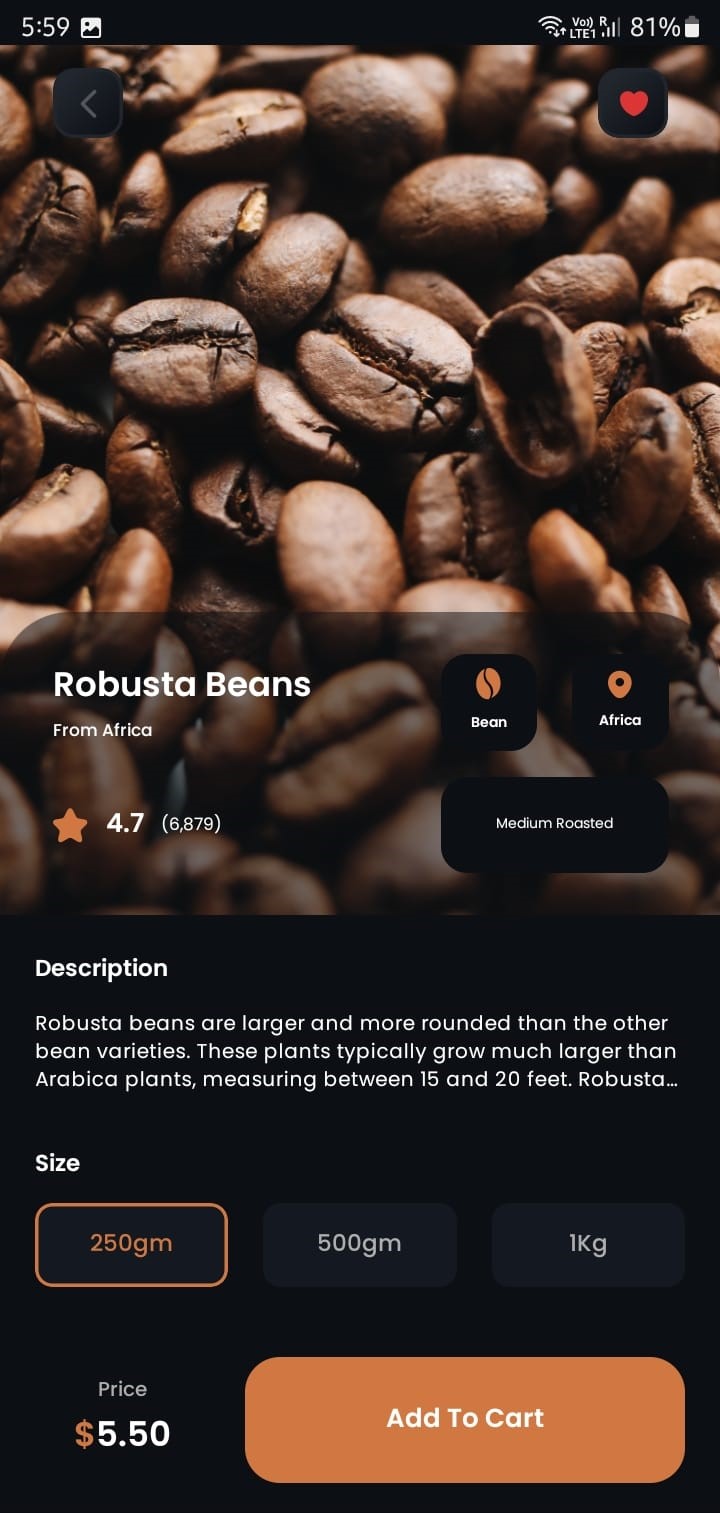 5:59 Vo)) R LTE1 81%
Robusta Beans
From Africa
Bean
Africa
4.7 (6,879)
Medium Roasted
Description
Robusta beans are larger and more rounded than the other
bean varieties. These plants typically grow much larger than
Arabica plants, measuring between 15 and 20 feet. Robusta...
Size
250gm 500gm 1Kg
Price
$5.50
Add To Cart